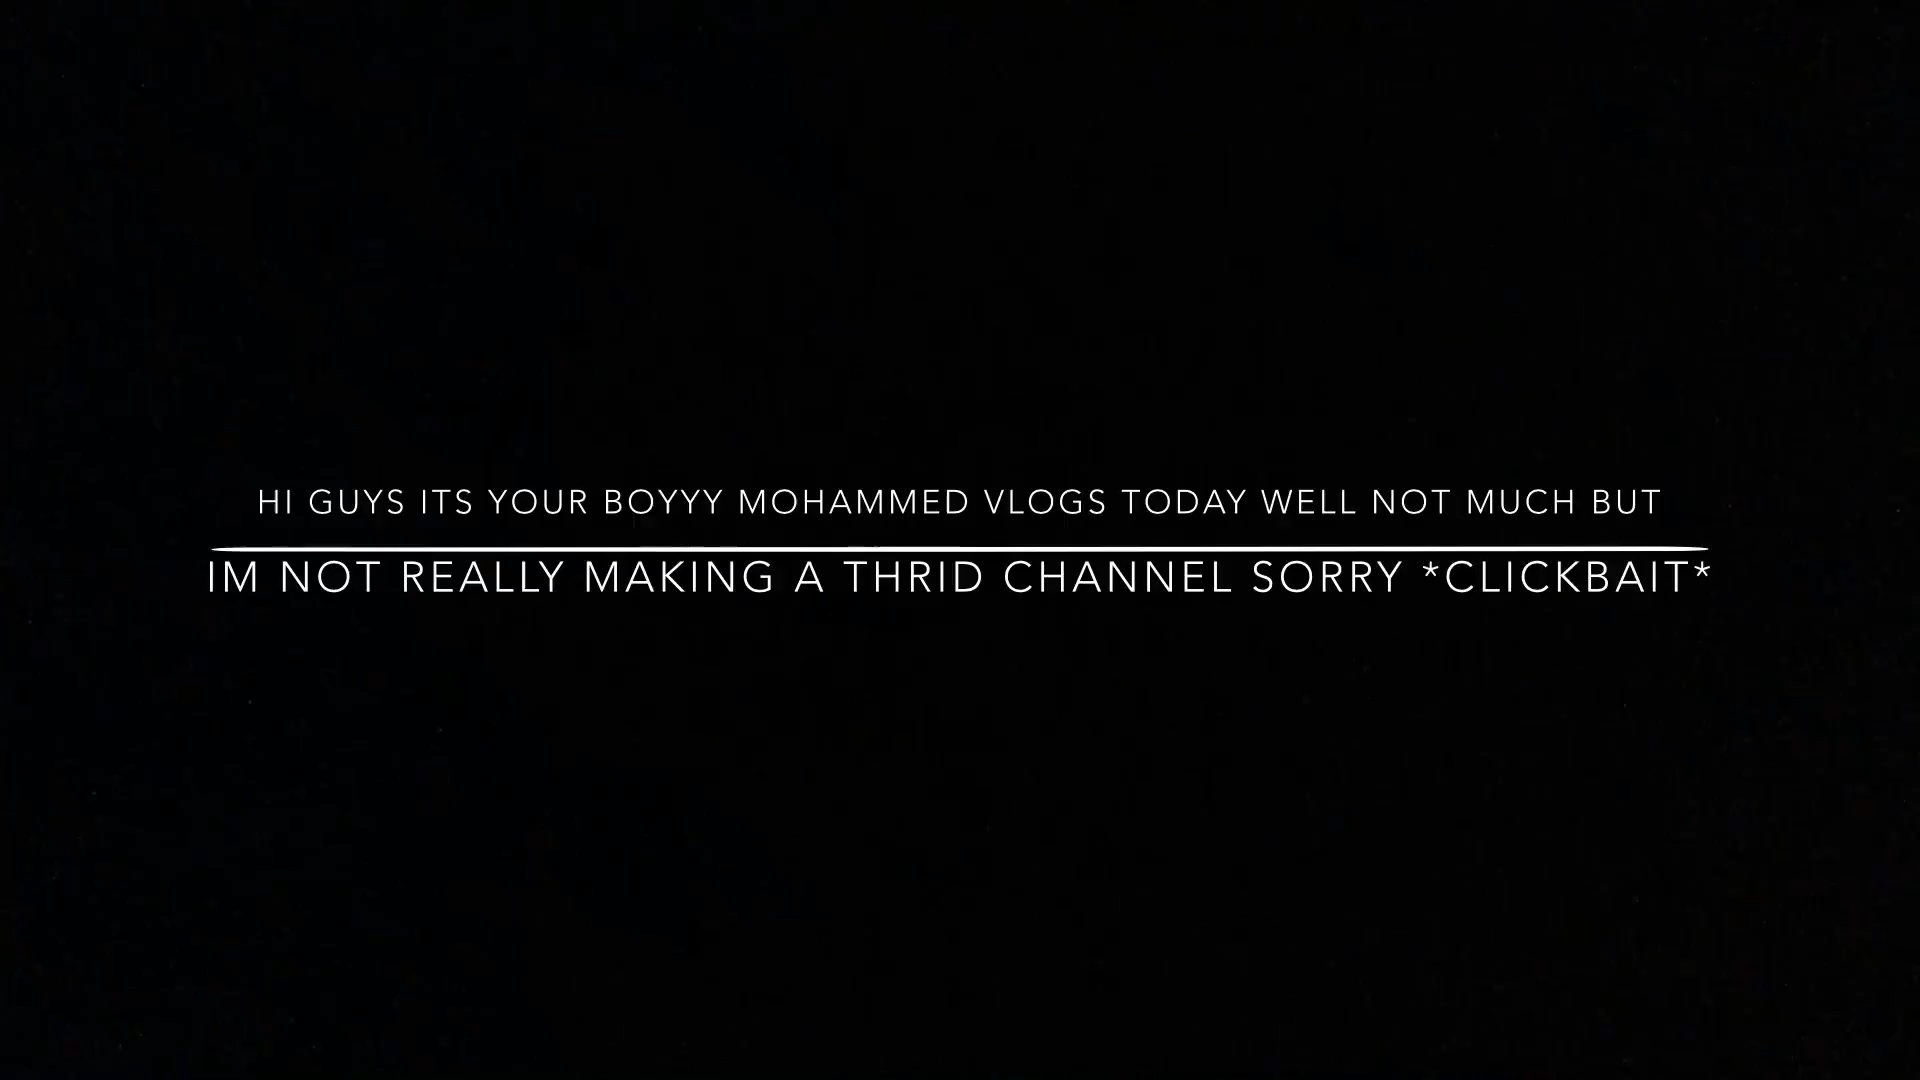 HI GUYS ITS YOUR BOYYY MOHAMMED VLOGS TODAY WELL NOT MUCH BUT
IM NOT REALLY MAKING A THRID CHANNEL SORRY *CLICKBAIT*